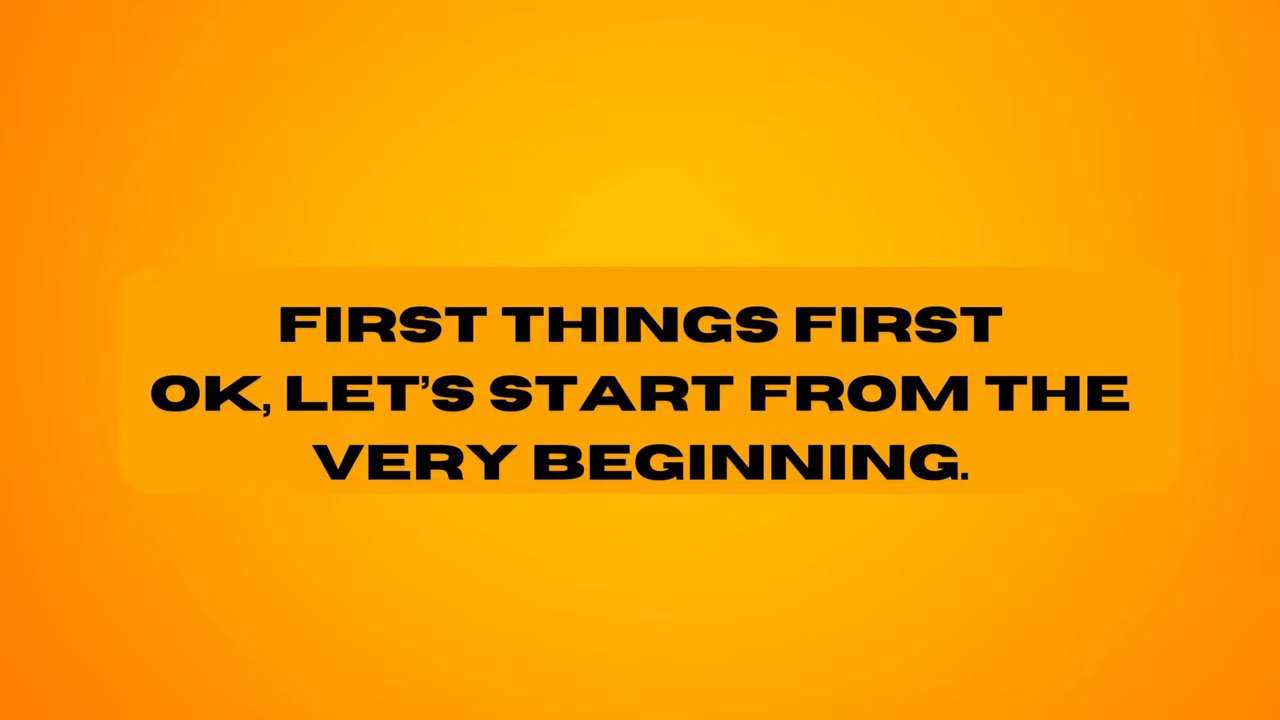 FIRST THINGS FIRST
OK, LET’S START FROM THE
VERY BEGINNING.